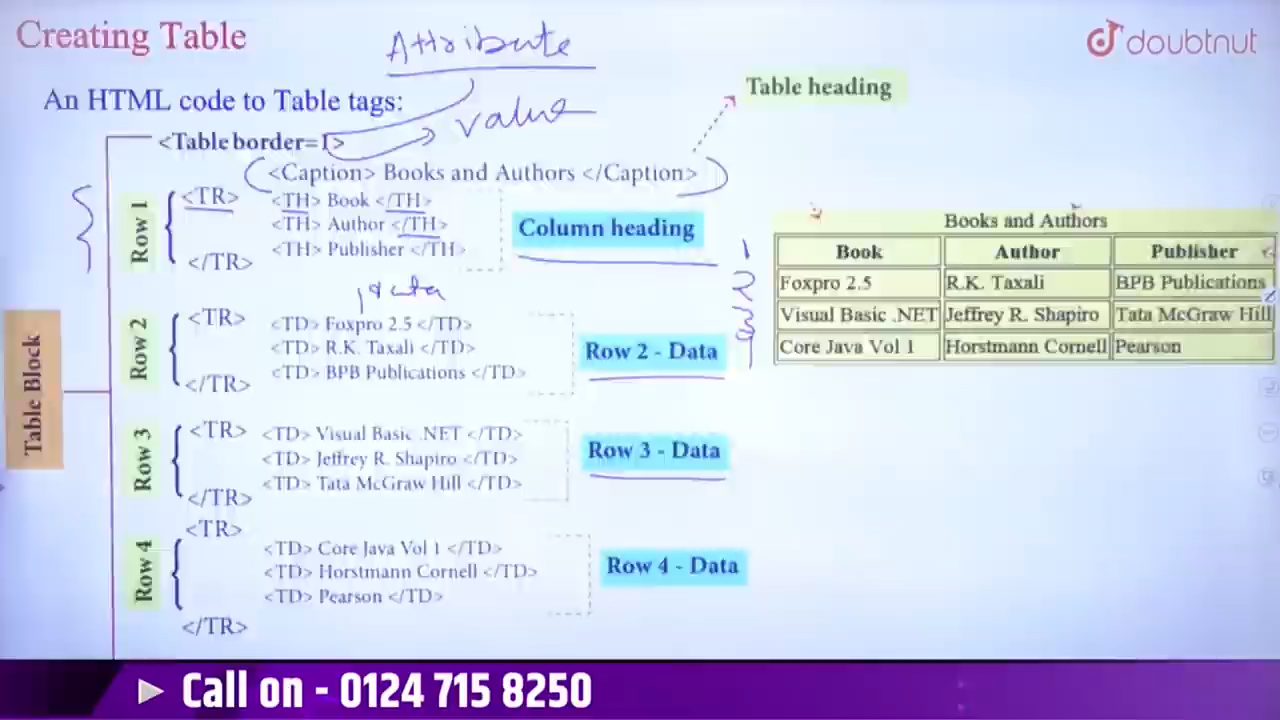 Creating Table
Attribute
doubtnut
An HTML code to Table tags:
value
Table heading
<Table border=1>
<Caption> Books and Authors </Caption>
Row 1
<TR>
<TH> Book </TH>
<TH> Author </TH>
<TH> Publisher </TH>
</TR>
Column heading
data
Row 2
<TR>
<TD> Foxpro 2.5 </TD>
<TD> R.K. Taxali </TD>
<TD> BPB Publications </TD>
</TR>
Row 2 - Data
Table Block
Row 3
<TR>
<TD> Visual Basic .NET </TD>
<TD> Jeffrey R. Shapiro </TD>
<TD> Tata McGraw Hill </TD>
</TR>
Row 3 - Data
Row 4
<TR>
<TD> Core Java Vol 1 </TD>
<TD> Horstmann Cornell </TD>
<TD> Pearson </TD>
</TR>
Row 4 - Data
Books and Authors
1
2
3
4
Book Author Publisher
Foxpro 2.5 R.K. Taxali BPB Publications
Visual Basic .NET Jeffrey R. Shapiro Tata McGraw Hill
Core Java Vol 1 Horstmann Cornell Pearson
Call on - 0124 715 8250